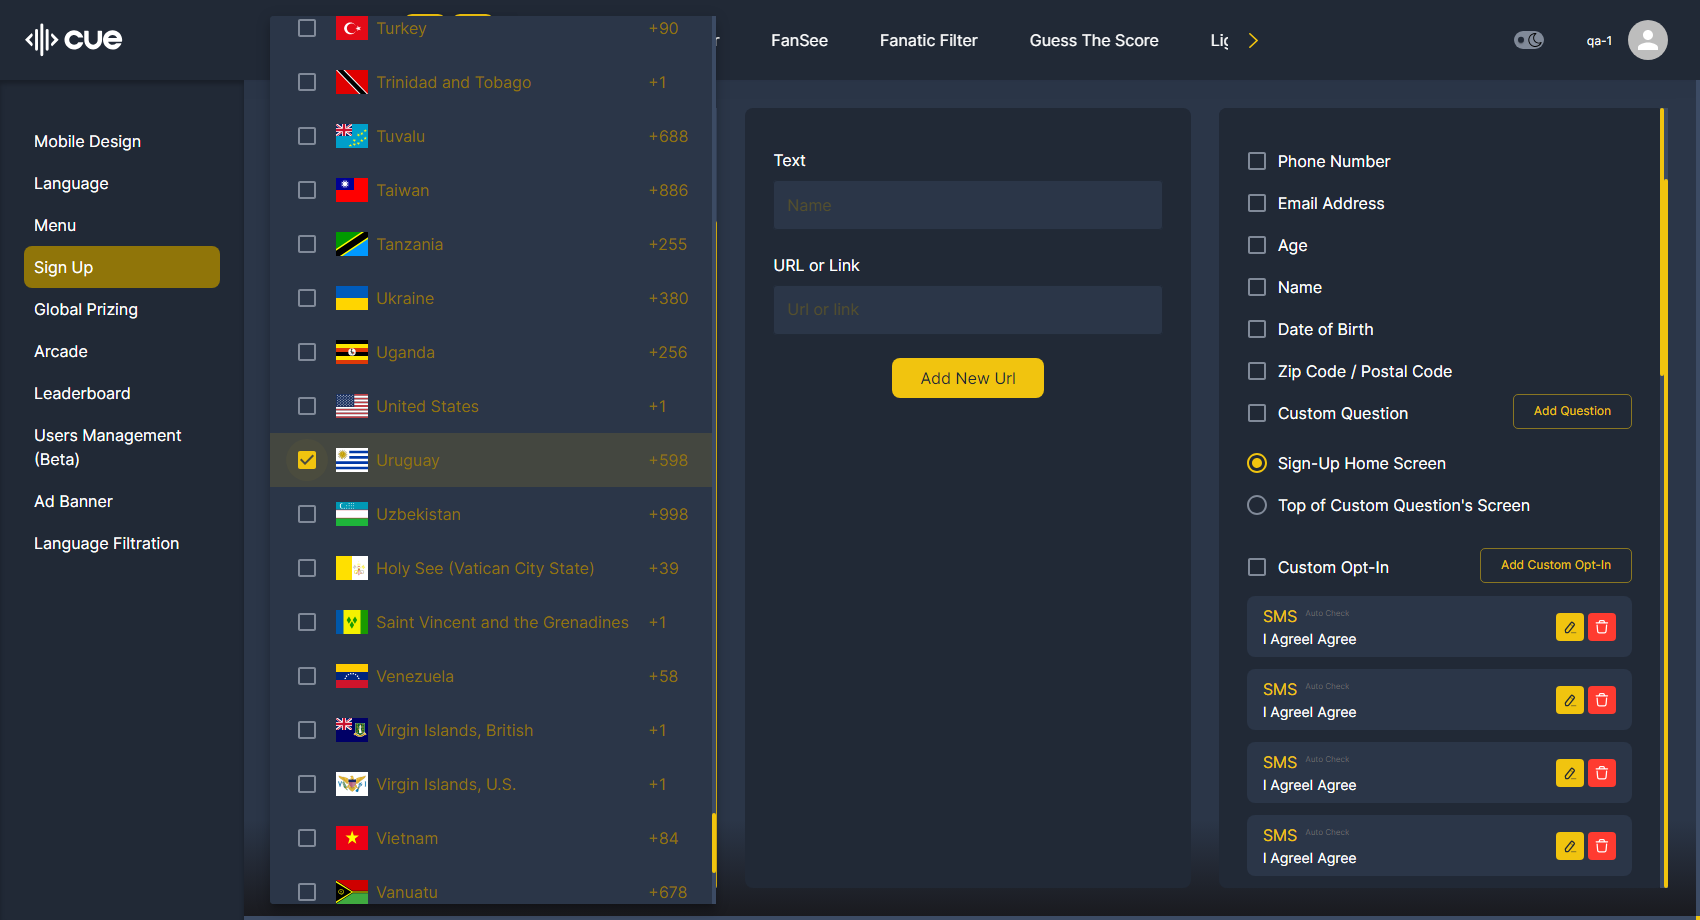 cue
FanSee
Fanatic Filter
Guess The Score
qa-1
Mobile Design
Language
Menu
Sign Up
Global Prizing
Arcade
Leaderboard
Users Management
(Beta)
Ad Banner
Language Filtration
Turkey +90
Trinidad and Tobago +1
Tuvalu +688
Taiwan +886
Tanzania +255
Ukraine +380
Uganda +256
United States +1
Uruguay +598
Uzbekistan +998
Holy See (Vatican City State) +39
Saint Vincent and the Grenadines +1
Venezuela +58
Virgin Islands, British +1
Virgin Islands, U.S. +1
Vietnam +84
Vanuatu +678
Text
Name
URL or Link
Url or link
Add New Url
Phone Number
Email Address
Age
Name
Date of Birth
Zip Code / Postal Code
Custom Question
Add Question
Sign-Up Home Screen
Top of Custom Question's Screen
Custom Opt-In
Add Custom Opt-In
SMS Auto Check
I AgreeI Agree
SMS Auto Check
I AgreeI Agree
SMS Auto Check
I AgreeI Agree
SMS Auto Check
I AgreeI Agree